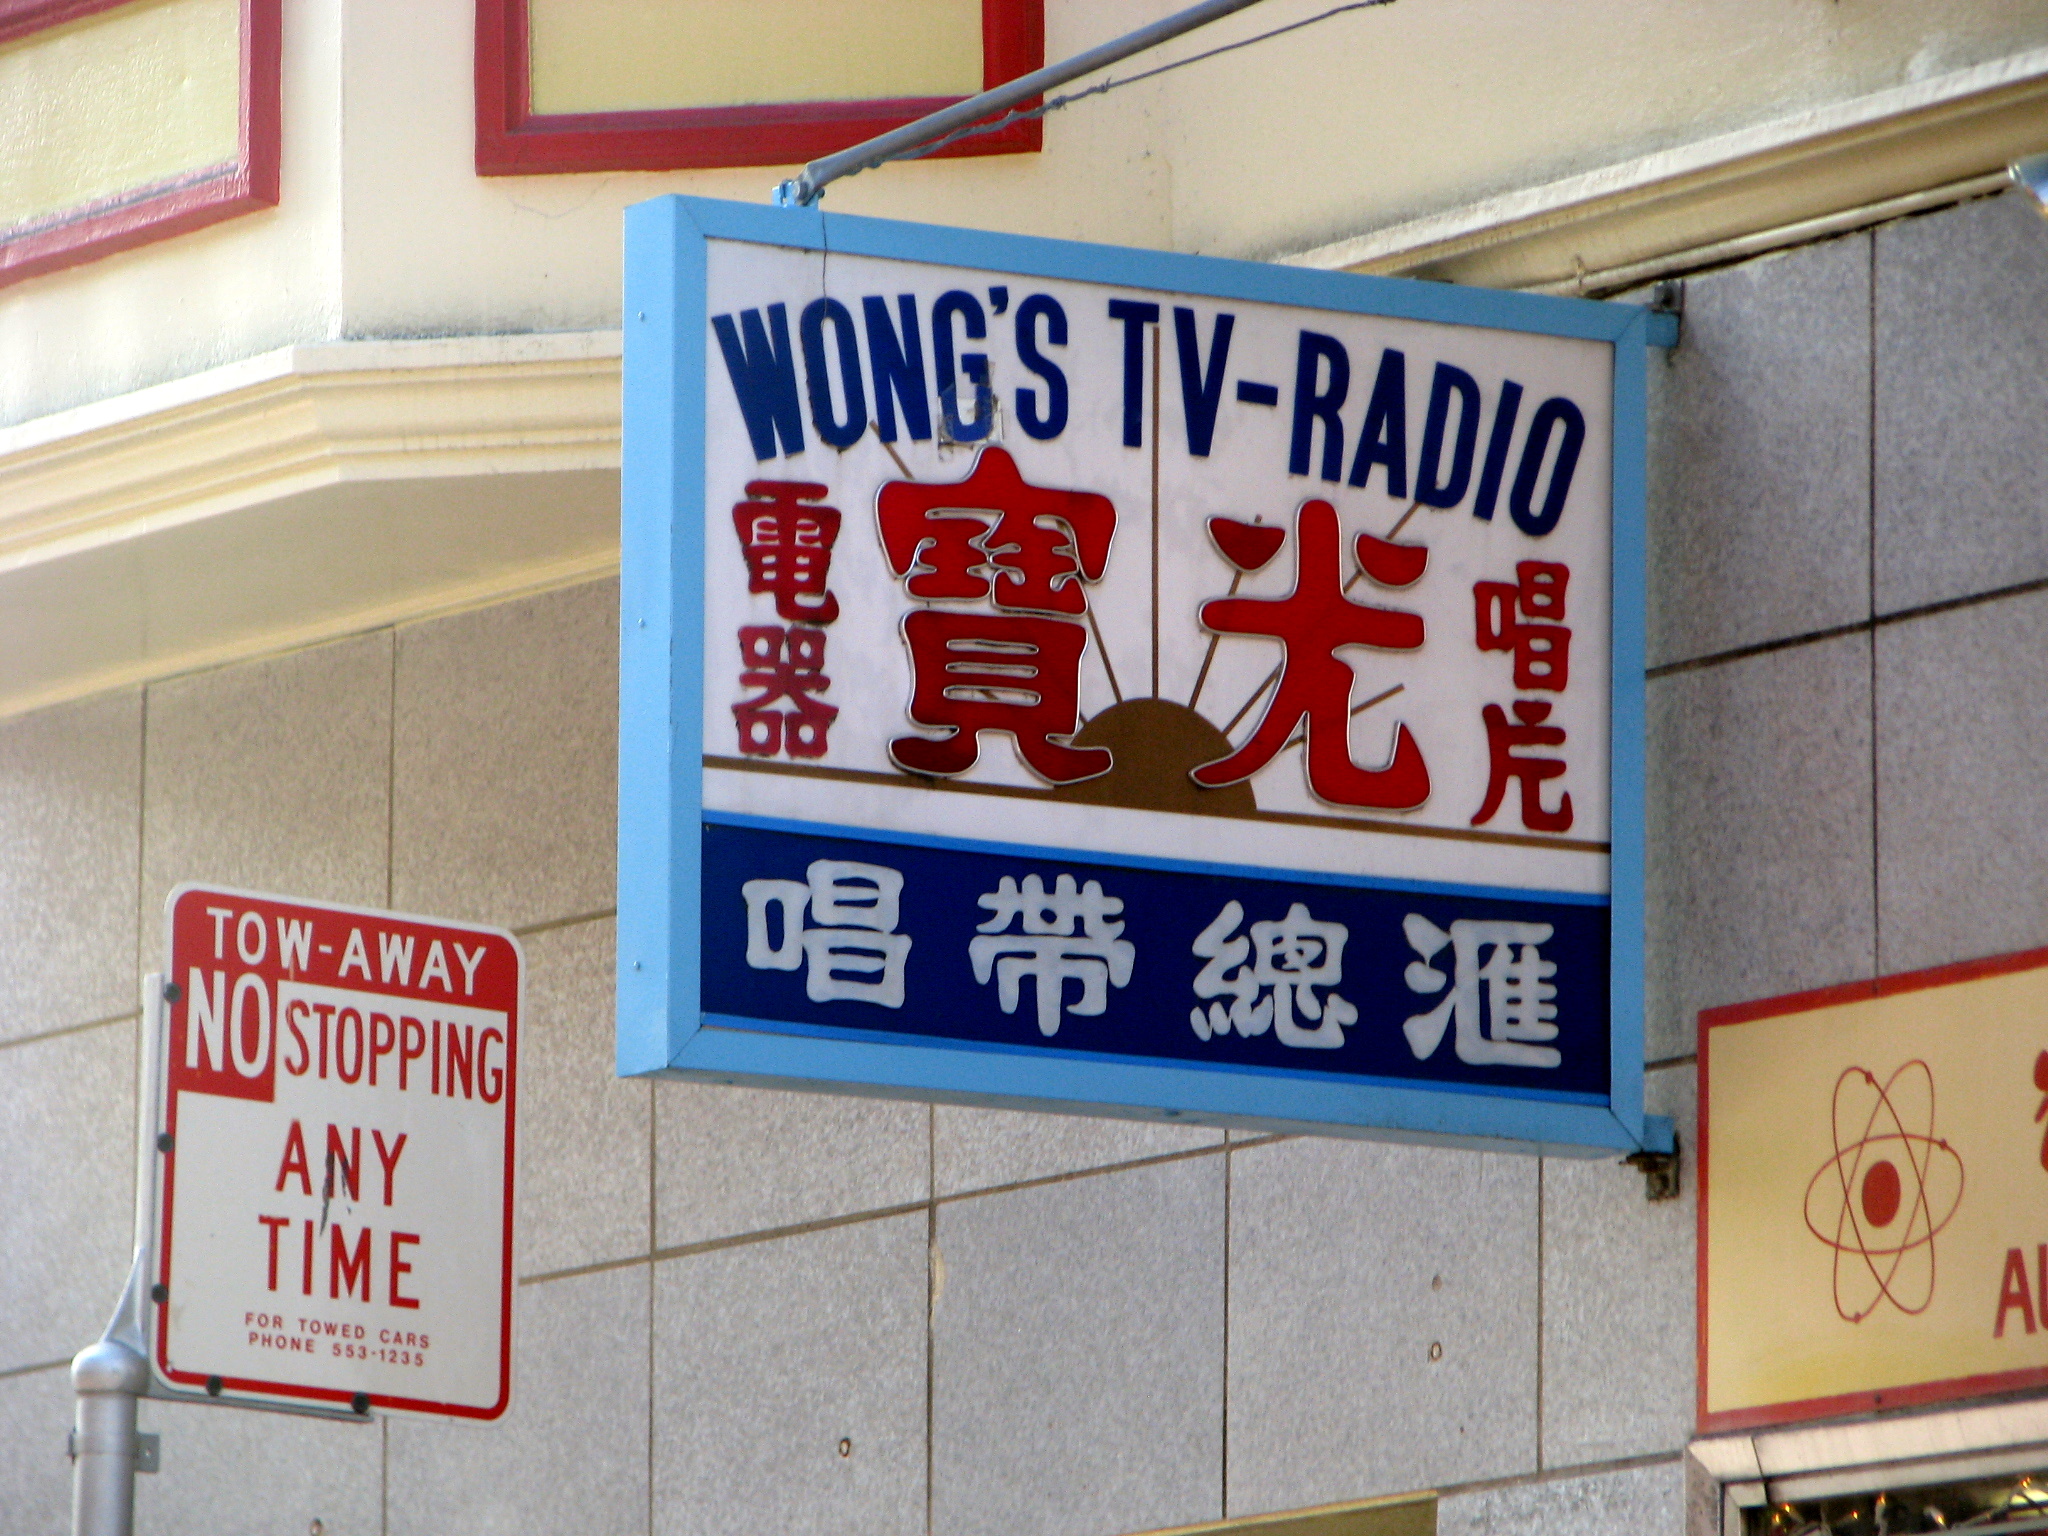 WONG'S TV-RADIO
電器
寶光
唱片
唱帶總滙
TOW-AWAY
NO STOPPING
ANY
TIME
FOR TOWED CARS
PHONE 553-1235